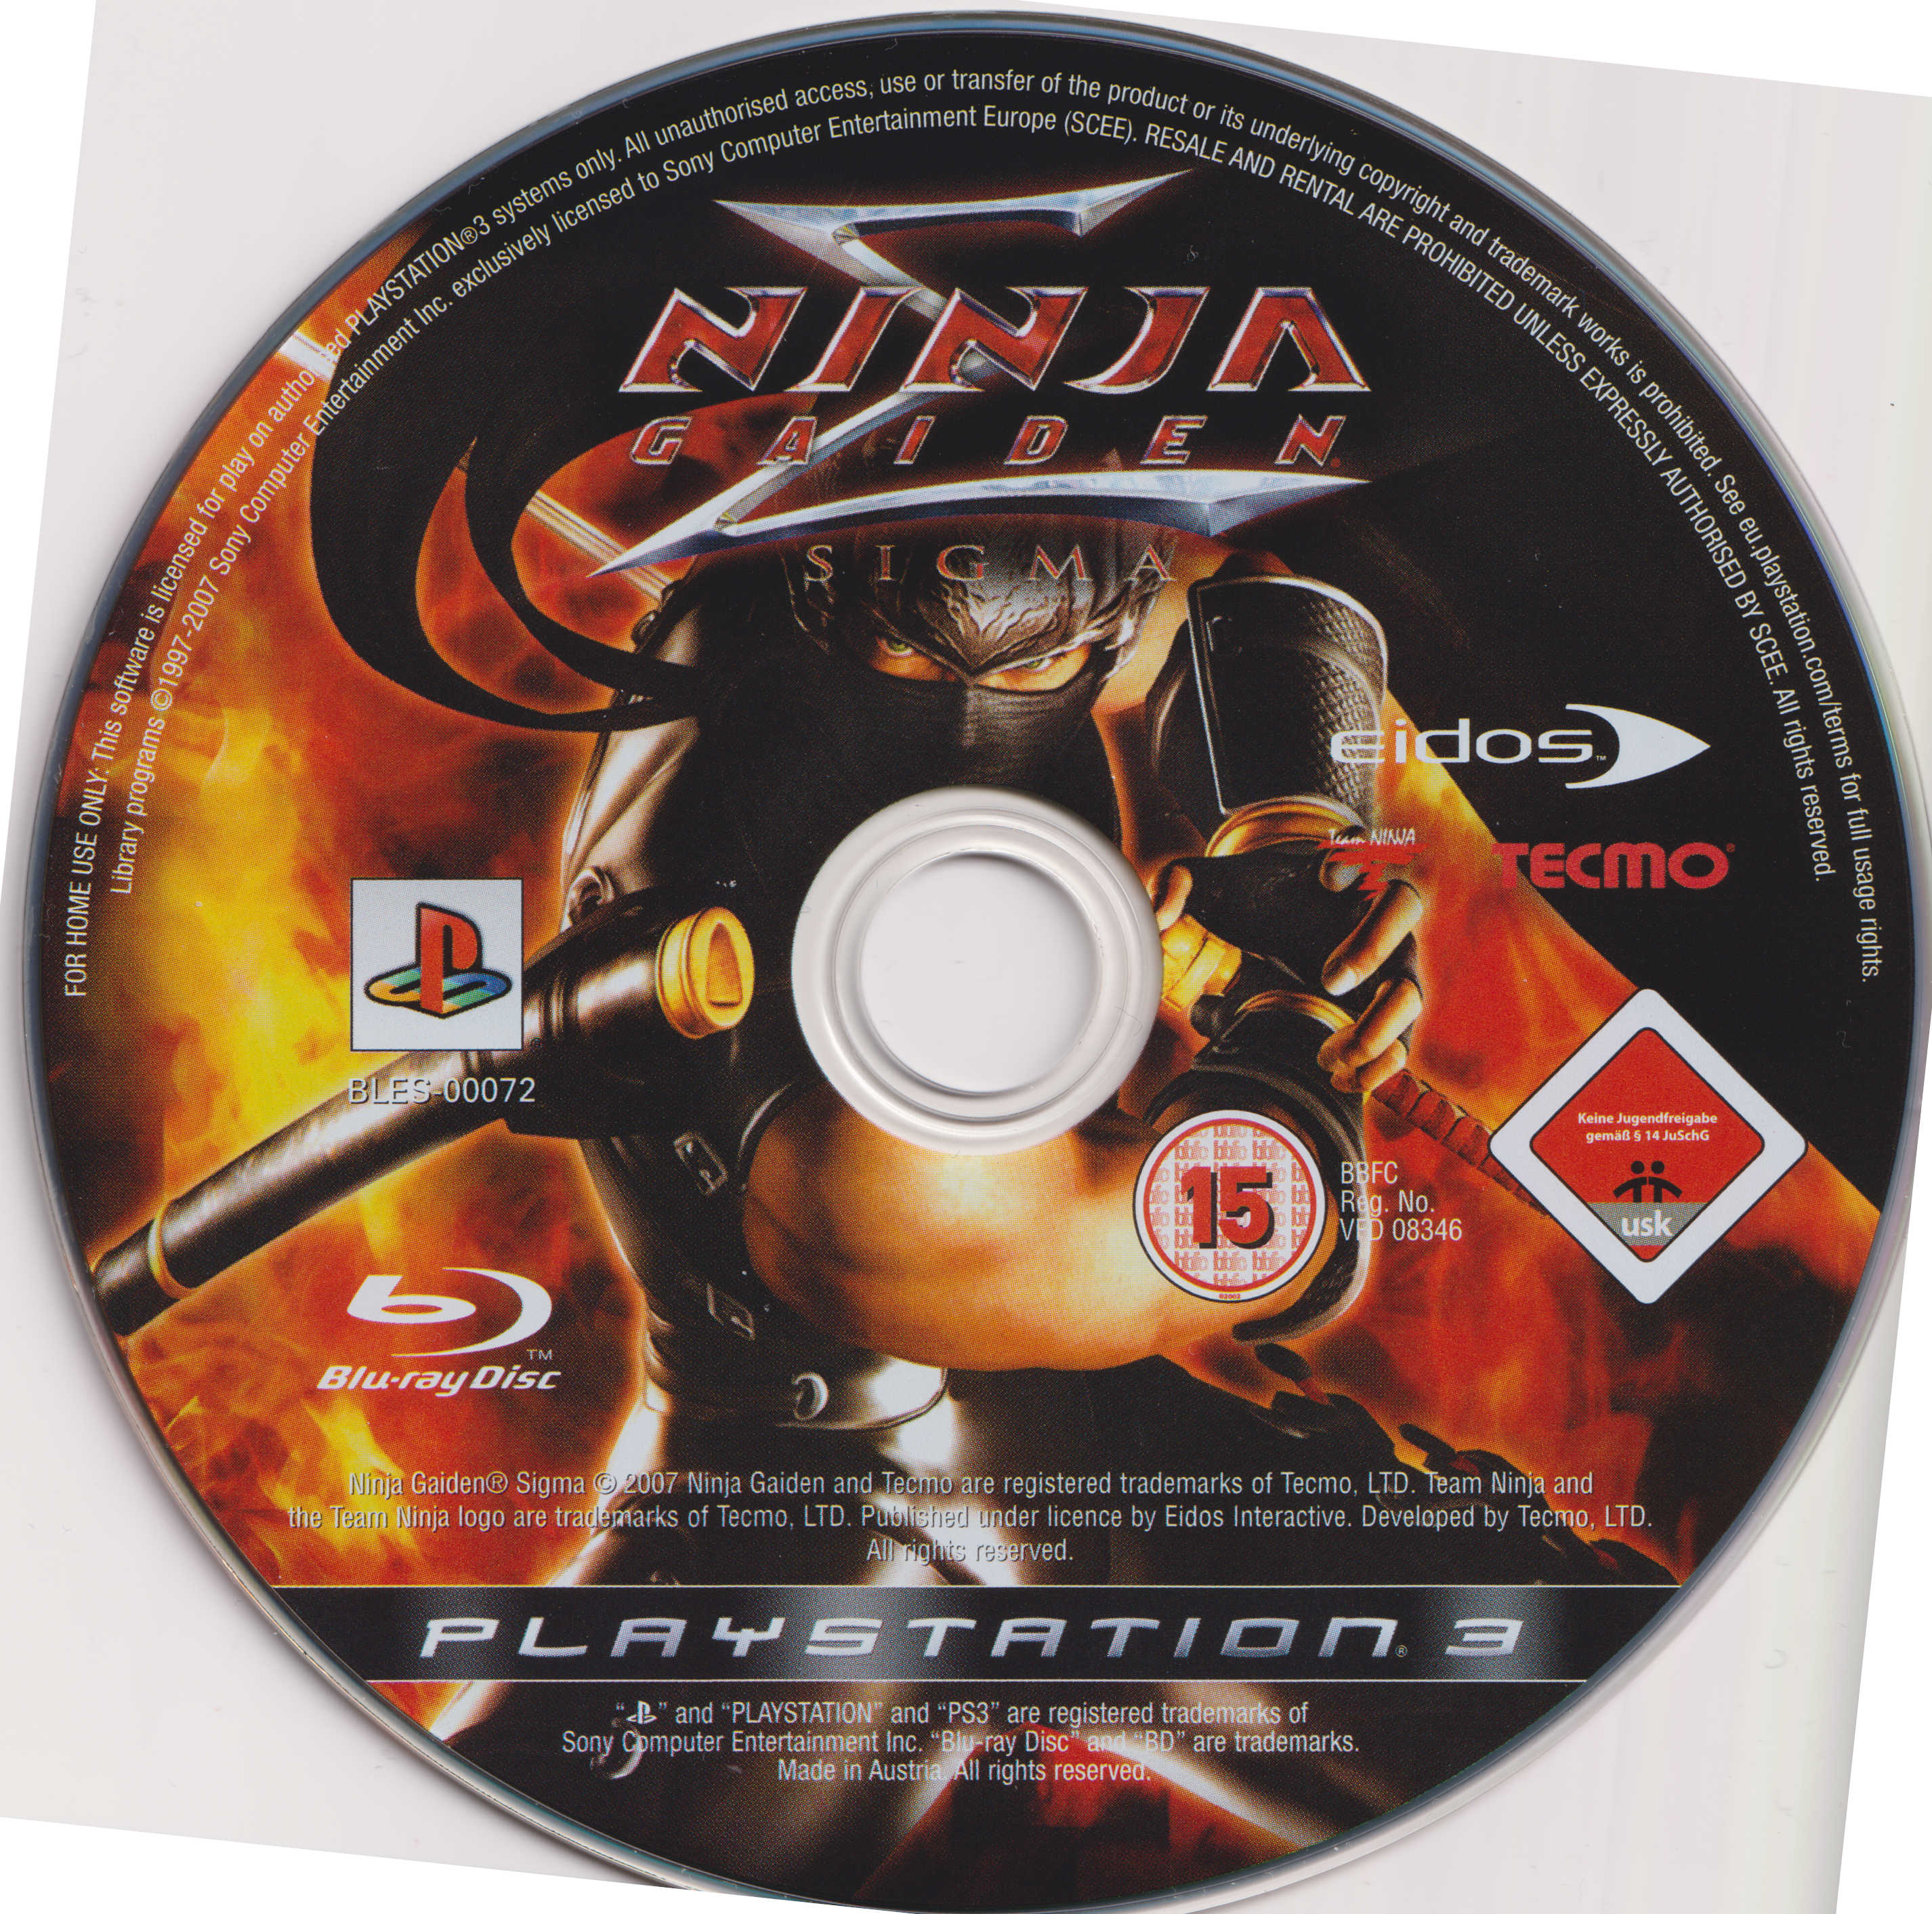 FOR HOME USE ONLY: This software is licensed for play on authorised PLAYSTATION®3 systems only. All unauthorised access, use or transfer of the product or its underlying copyright and trademark works is prohibited. See eu.playstation.com/terms for full usage rights.
Library programs ©1997-2007 Sony Computer Entertainment Inc. exclusively licensed to Sony Computer Entertainment Europe (SCEE). RESALE AND RENTAL ARE PROHIBITED UNLESS EXPRESSLY AUTHORISED BY SCEE. All rights reserved.
NINJA
GAIDEN
SIGMA
eidos™
Team NINJA
TECMO®
BLES-00072
Keine Jugendfreigabe
gemäß § 14 JuSchG
usk
15
02002
BBFC
Reg. No.
VFD 08346
Blu-ray Disc™
Ninja Gaiden® Sigma © 2007 Ninja Gaiden and Tecmo are registered trademarks of Tecmo, LTD. Team Ninja and
the Team Ninja logo are trademarks of Tecmo, LTD. Published under licence by Eidos Interactive. Developed by Tecmo, LTD.
All rights reserved.
PLAYSTATION®3
“ ” and “PLAYSTATION” and “PS3” are registered trademarks of
Sony Computer Entertainment Inc. “Blu-ray Disc” and “BD” are trademarks.
Made in Austria. All rights reserved.